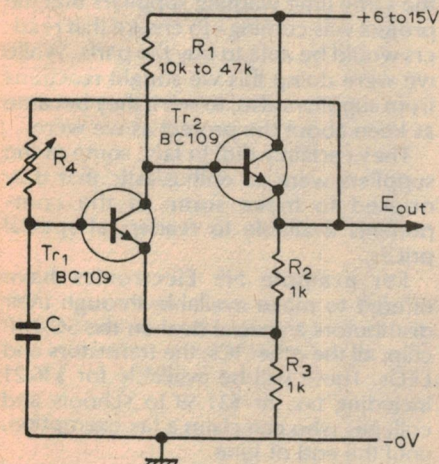 +6 to 15V
R1
10k to 47k
Tr2
BC109
R4
Eout
Tr1
BC109
R2
1k
C
R3
1k
-0V